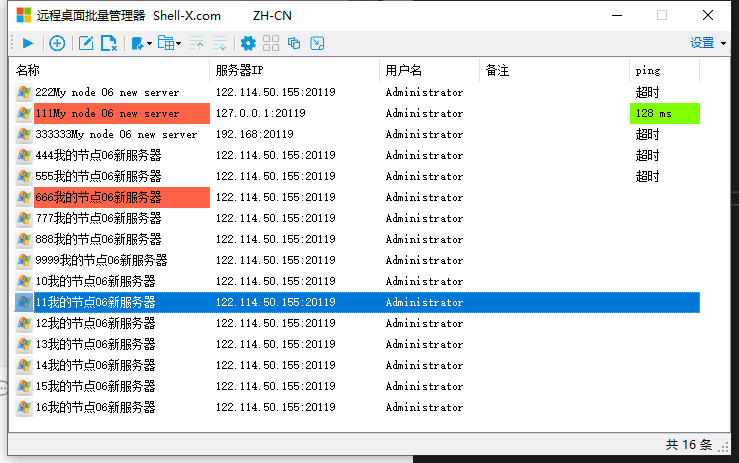 远程桌面批量管理器 Shell-X.com ZH-CN
设置
名称 服务器IP 用户名 备注 ping
222My node 06 new server 122.114.50.155:20119 Administrator 超时
111My node 06 new server 127.0.0.1:20119 Administrator 128 ms
333333My node 06 new server 192.168:20119 Administrator 超时
444我的节点06新服务器 122.114.50.155:20119 Administrator 超时
555我的节点06新服务器 122.114.50.155:20119 Administrator 超时
666我的节点06新服务器 122.114.50.155:20119 Administrator
777我的节点06新服务器 122.114.50.155:20119 Administrator
888我的节点06新服务器 122.114.50.155:20119 Administrator
9999我的节点06新服务器 122.114.50.155:20119 Administrator
10我的节点06新服务器 122.114.50.155:20119 Administrator
11我的节点06新服务器 122.114.50.155:20119 Administrator
12我的节点06新服务器 122.114.50.155:20119 Administrator
13我的节点06新服务器 122.114.50.155:20119 Administrator
14我的节点06新服务器 122.114.50.155:20119 Administrator
15我的节点06新服务器 122.114.50.155:20119 Administrator
16我的节点06新服务器 122.114.50.155:20119 Administrator
共 16 条